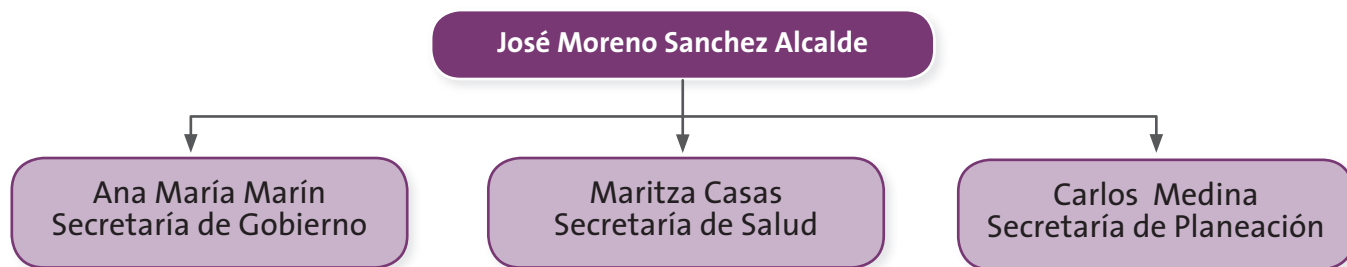 José Moreno Sanchez Alcalde
Ana María Marín
Secretaría de Gobierno
Maritza Casas
Secretaría de Salud
Carlos Medina
Secretaría de Planeación